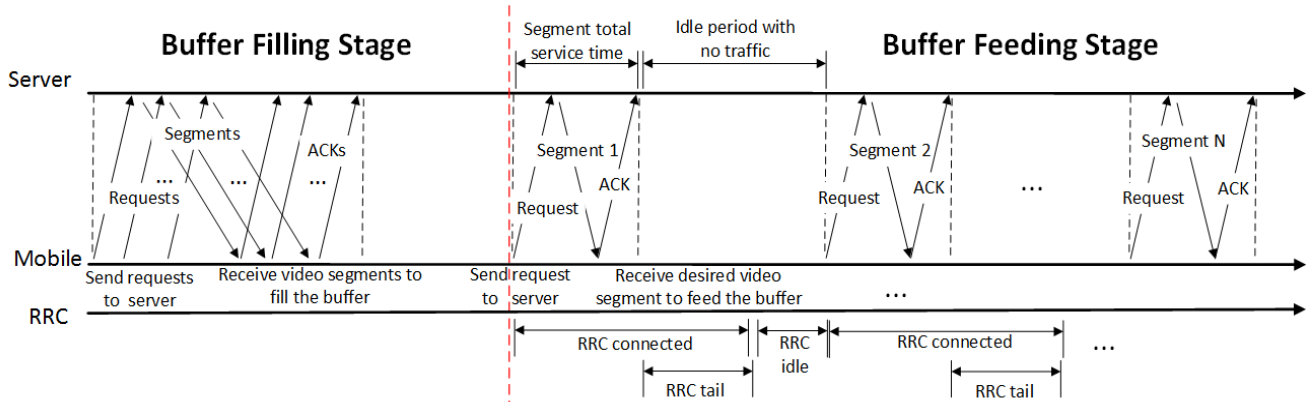 Buffer Filling Stage
Segment total
service time
Idle period with
no traffic
Buffer Feeding Stage
Server
Segments
...
...
Requests
ACKs
...
Segment 1
ACK
Request
Segment 2
ACK
Request
...
Segment N
ACK
Request
Mobile
Send requests
to server
Receive video segments to
fill the buffer
Send request
to server
Receive desired video
segment to feed the buffer
...
RRC
RRC connected
RRC
idle
RRC connected
...
RRC tail
RRC tail